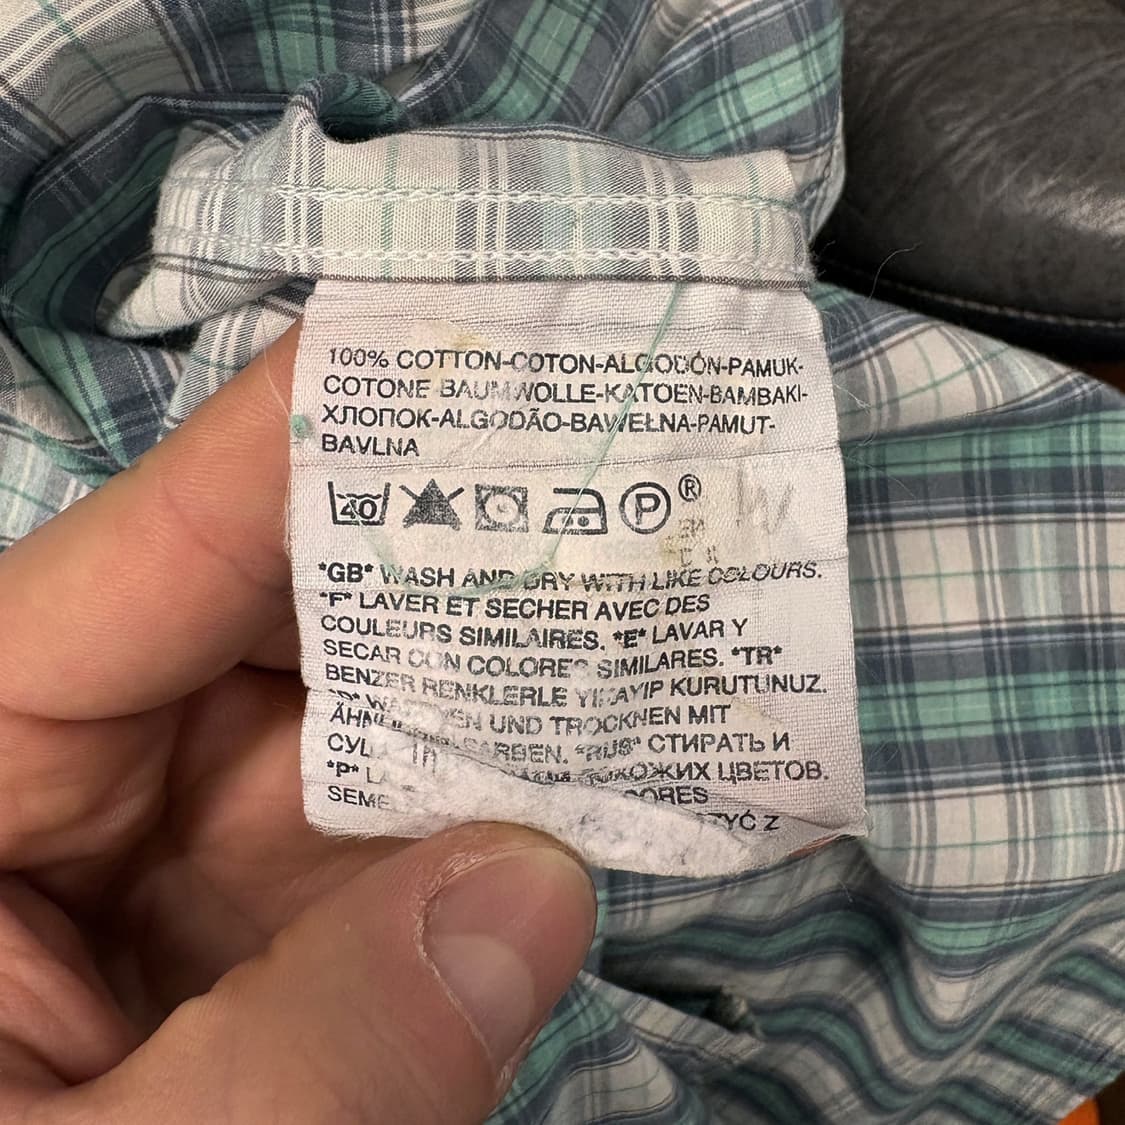 100% COTTON-COTON-ALGODÓN-PAMUK-
COTONE-BAUMWOLLE-KATOEN-BAMBAKI-
ХЛОПОК-ALGODÃO-BAWEŁNA-PAMUT-
BAVLNA
40 P ®
*GB* WASH AND DRY WITH LIKE COLOURS.
*F* LAVER ET SECHER AVEC DES
COULEURS SIMILAIRES. *E* LAVAR Y
SECAR CON COLORES SIMILARES. *TR*
BENZER RENKLERLE YIKAYIP KURUTUNUZ.
UND TROCKNEN MIT
FARBEN. *RUS* СТИРАТЬ И
ЦВЕТОВ.
*P*
Z